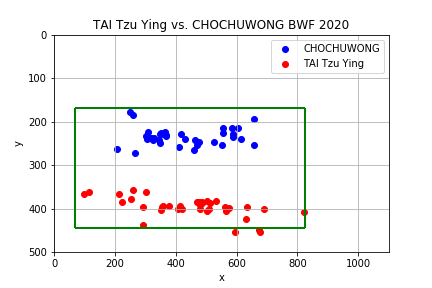 TAI Tzu Ying vs. CHOCHUWONG BWF 2020
CHOCHUWONG
TAI Tzu Ying
y
0
100
200
300
400
500
0 200 400 600 800 1000
x